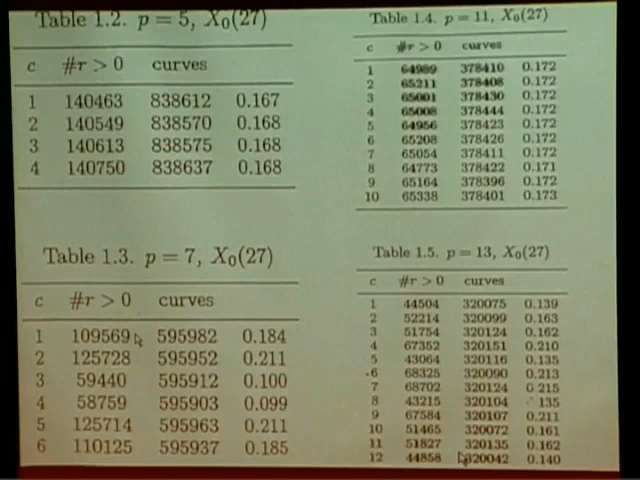 Table 1.2. p = 5, X₀(27)
c #r > 0 curves
1 140463 838612 0.167
2 140549 838570 0.168
3 140613 838575 0.168
4 140750 838637 0.168
Table 1.3. p = 7, X₀(27)
c #r > 0 curves
1 109569 595982 0.184
2 125728 595952 0.211
3 59440 595912 0.100
4 58759 595903 0.099
5 125714 595963 0.211
6 110125 595937 0.185
Table 1.4. p = 11, X₀(27)
c #r > 0 curves
1 64989 378410 0.172
2 65211 378408 0.172
3 65001 378430 0.172
4 65008 378444 0.172
5 64956 378423 0.172
6 65208 378426 0.172
7 65054 378411 0.172
8 64773 378422 0.171
9 65164 378396 0.172
10 65338 378401 0.173
Table 1.5. p = 13, X₀(27)
c #r > 0 curves
1 44504 320075 0.139
2 52214 320099 0.163
3 51754 320124 0.162
4 67352 320151 0.210
5 43064 320116 0.135
6 68325 320090 0.213
7 68702 320124 0.215
8 43215 320104 135
9 67584 320107 0.211
10 51465 320072 0.161
11 51827 320135 0.162
12 44858 320042 0.140